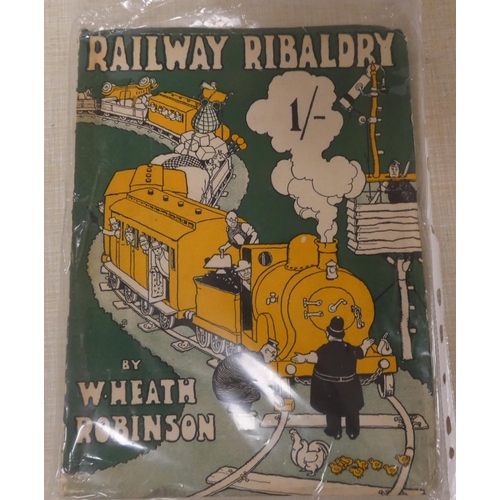 RAILWAY RIBALDRY
1/-
BY
W. HEATH
ROBINSON